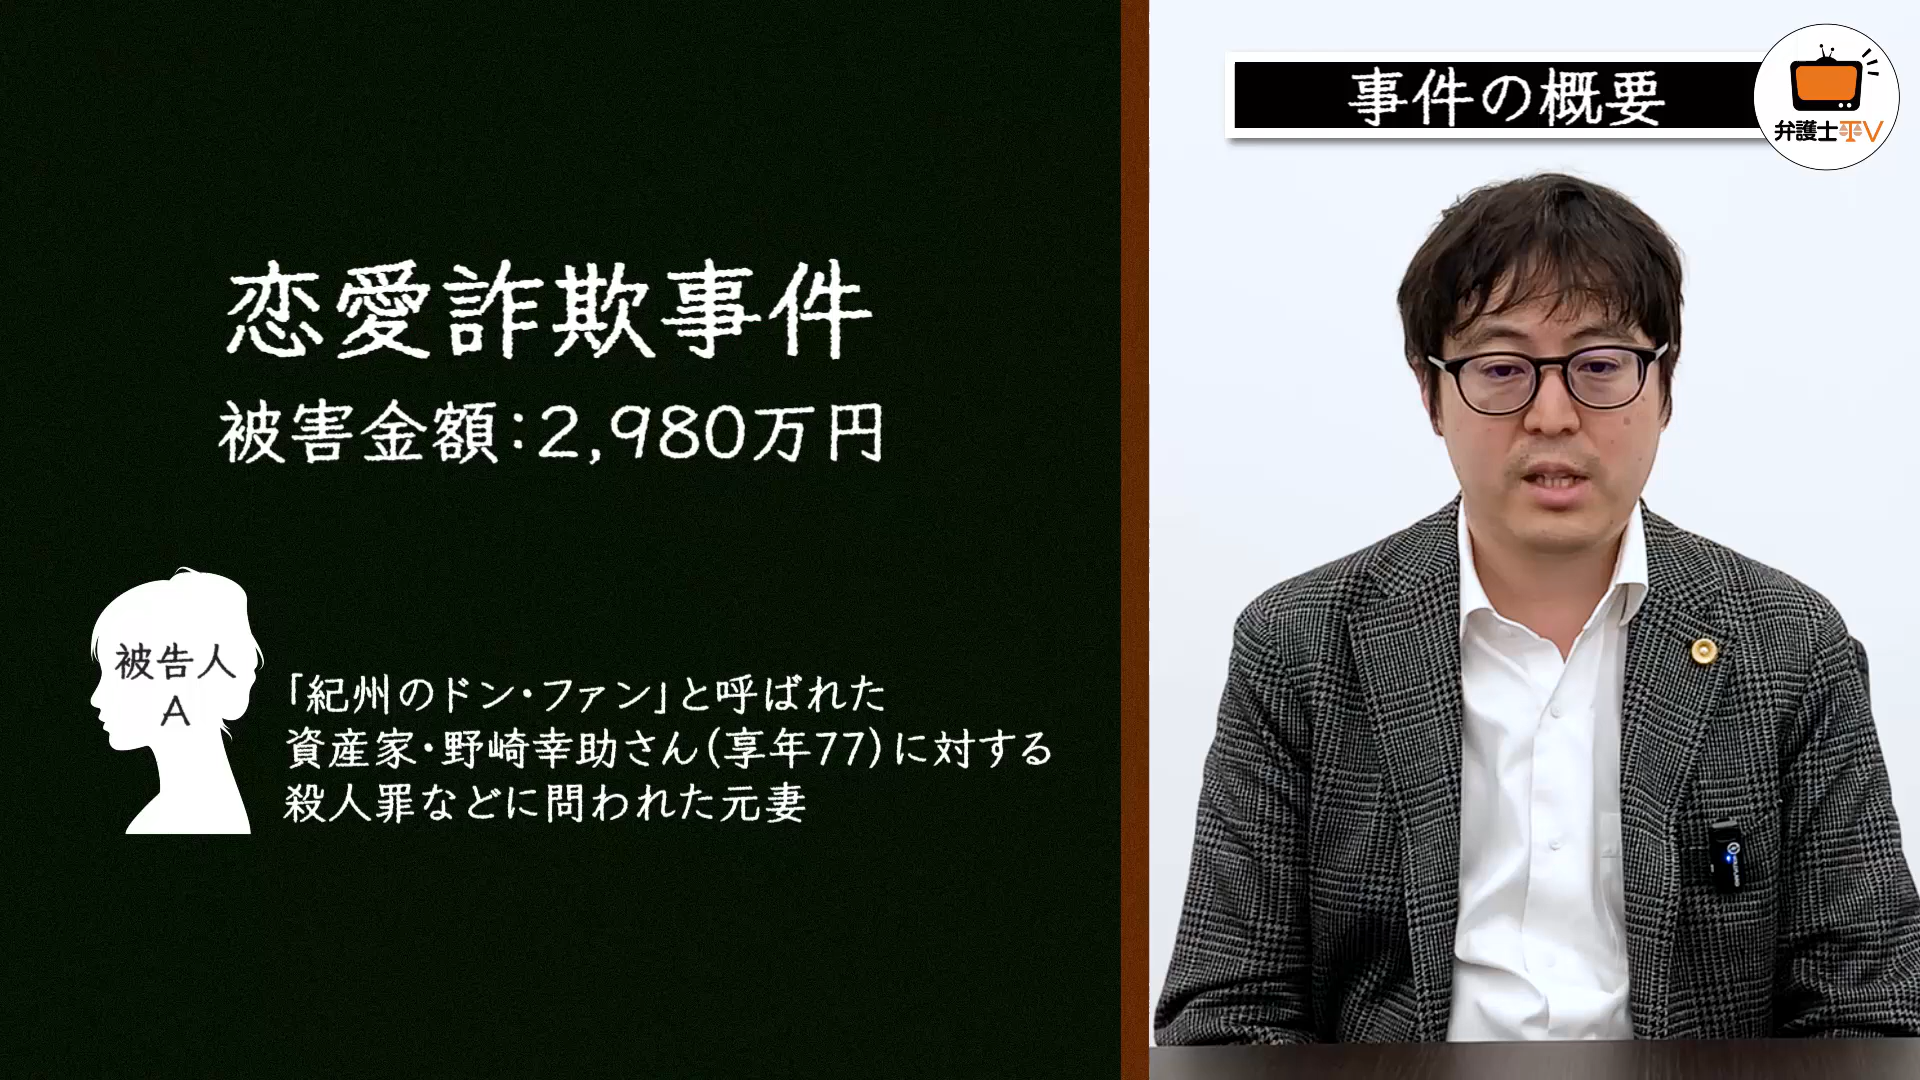 恋愛詐欺事件
被害金額:2,980万円
被告人
A
「紀州のドン・ファン」と呼ばれた
資産家・野崎幸助さん(享年77)に対する
殺人罪などに問われた元妻
事件の概要
弁護士平V